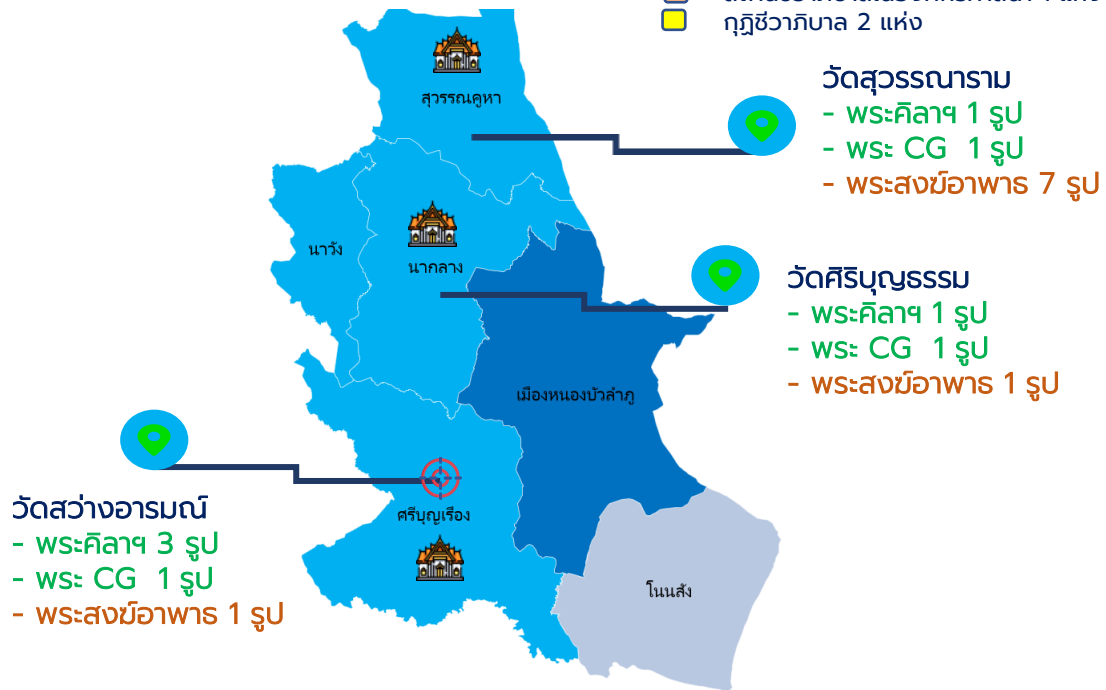 กุฏิชีวาภิบาล 2 แห่ง
สุวรรณคูหา
วัดสุวรรณาราม
- พระคิลาฯ 1 รูป
- พระ CG 1 รูป
- พระสงฆ์อาพาธ 7 รูป
นาวัง
นากลาง
วัดศิริบุญธรรม
- พระคิลาฯ 1 รูป
- พระ CG 1 รูป
- พระสงฆ์อาพาธ 1 รูป
เมืองหนองบัวลำภู
วัดสว่างอารมณ์
- พระคิลาฯ 3 รูป
- พระ CG 1 รูป
- พระสงฆ์อาพาธ 1 รูป
ศรีบุญเรือง
โนนสัง